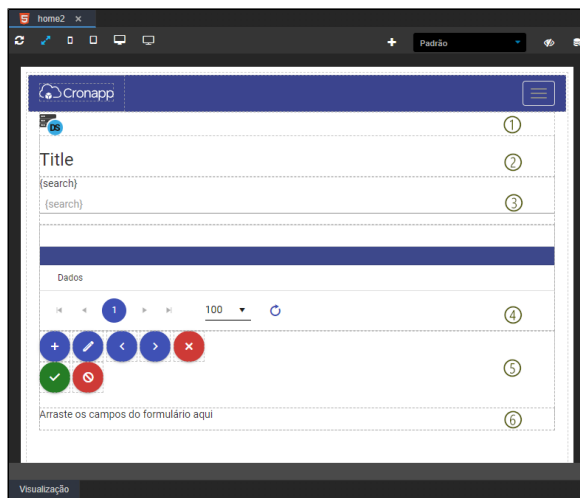 home2 ×
Padrão
Cronapp
DS
1
Title
2
{search}
{search}
3
Dados
1
100
4
5
Arraste os campos do formulário aqui
6
Visualização